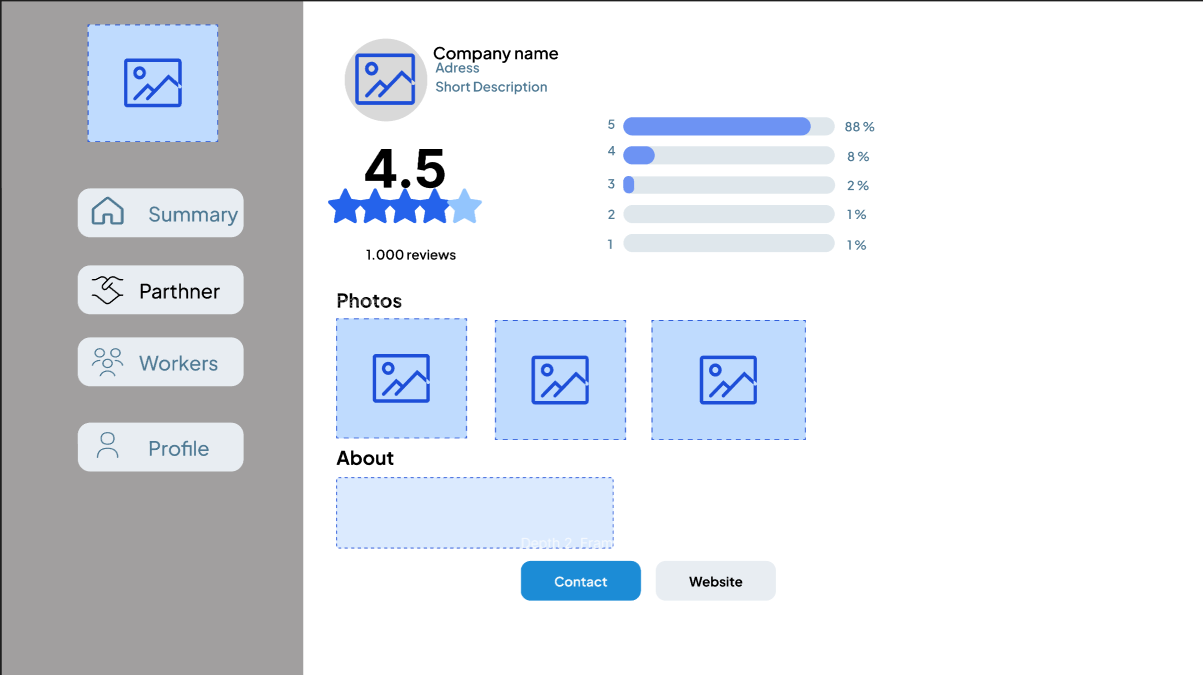 Summary
Parthner
Workers
Profile
Company name
Adress
Short Description
4.5
1.000 reviews
5 88 %
4 8 %
3 2 %
2 1 %
1 1 %
Photos
About
Depth 2, Fram
Contact
Website